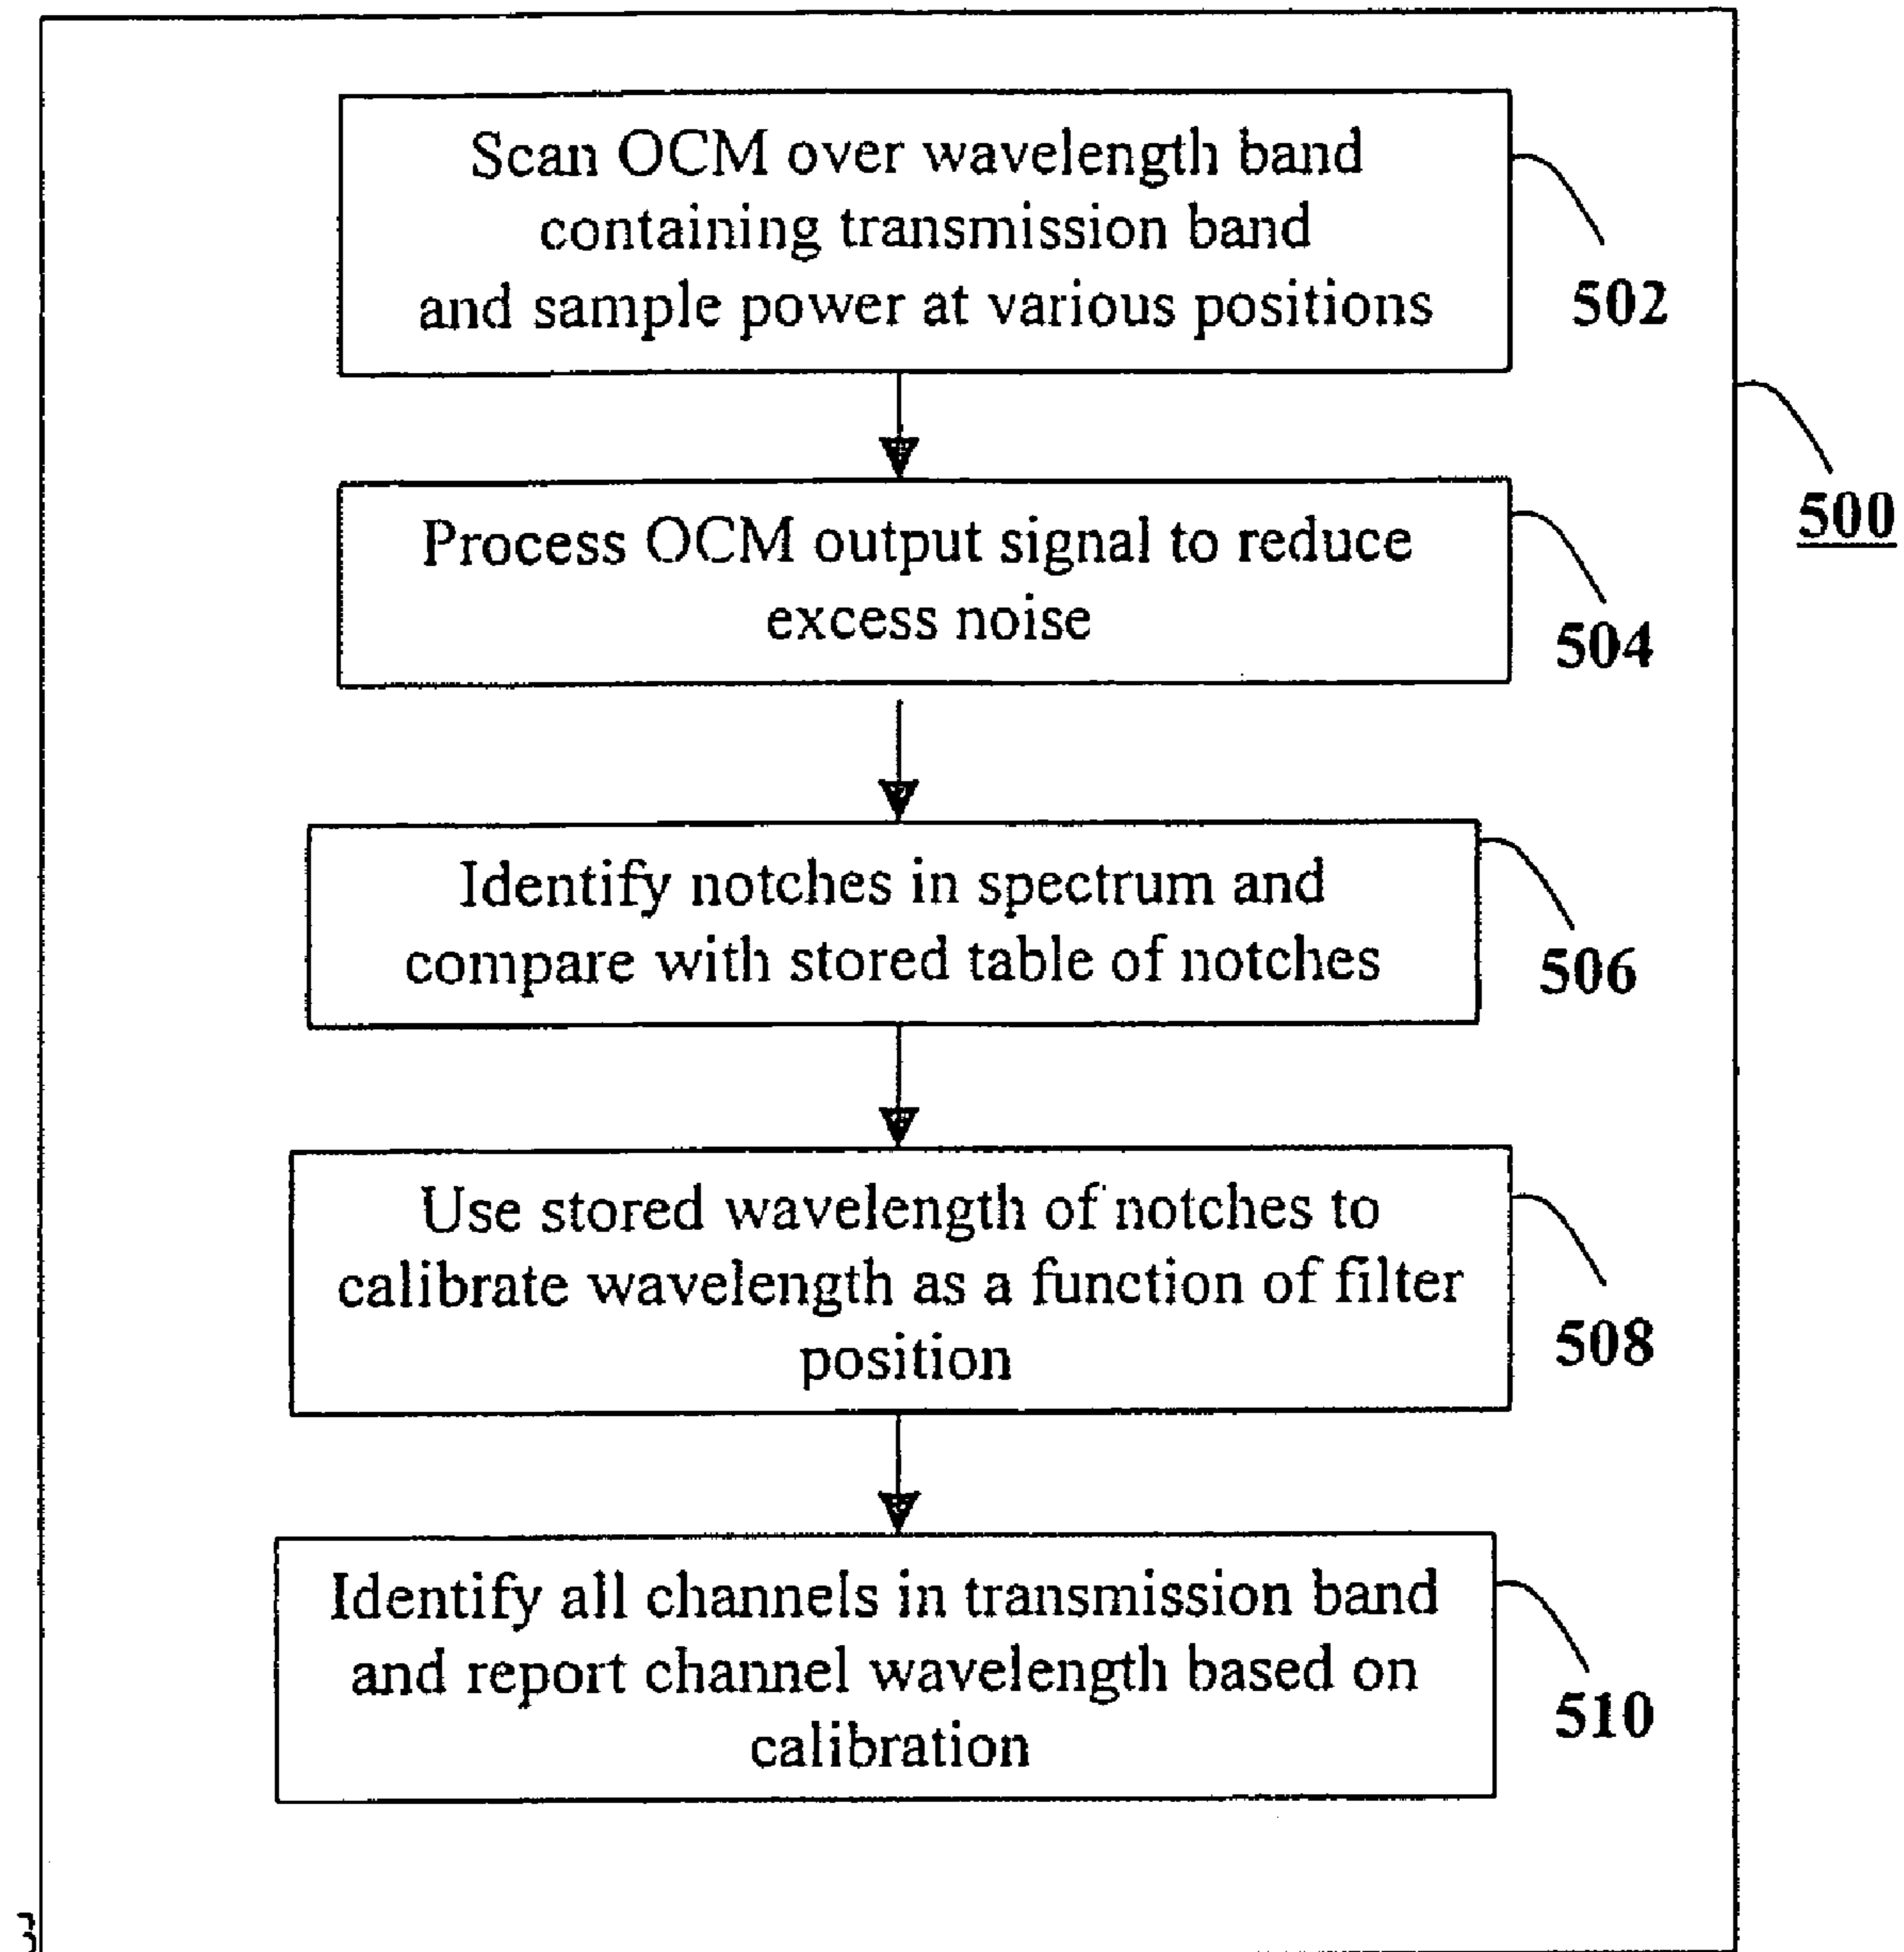 Scan OCM over wavelength band
containing transmission band
and sample power at various positions
502
500
Process OCM output signal to reduce
excess noise
504
Identify notches in spectrum and
compare with stored table of notches
506
Use stored wavelength of notches to
calibrate wavelength as a function of filter
position
508
Identify all channels in transmission band
and report channel wavelength based on
calibration
510